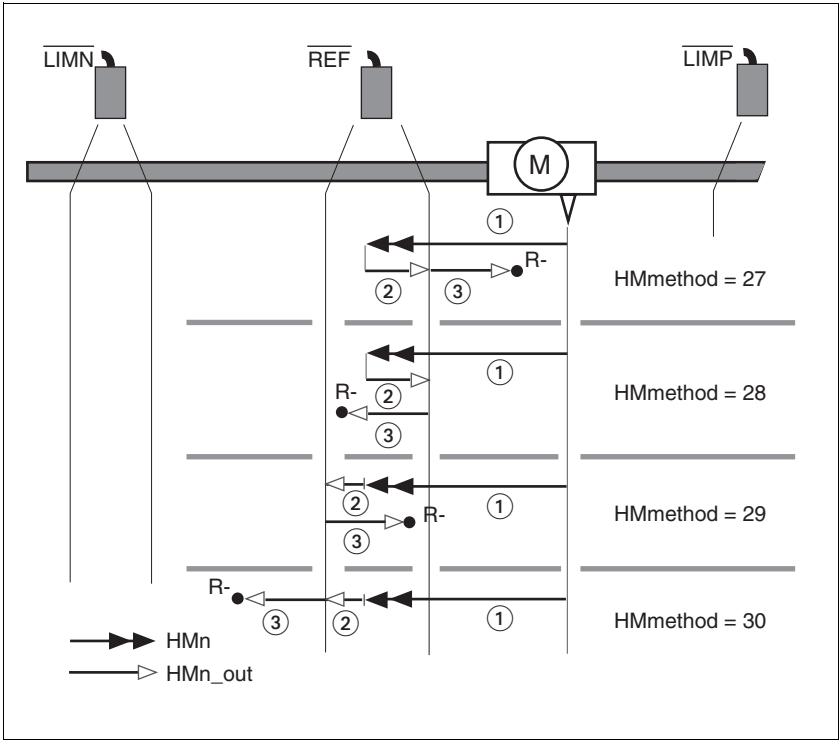 LIMN REF LIMP
M
①
R-
② ③
HMmethod = 27
①
②
R-
③
HMmethod = 28
②
①
R-
③
HMmethod = 29
R-
③ ② ①
HMmethod = 30
HMn
HMn_out